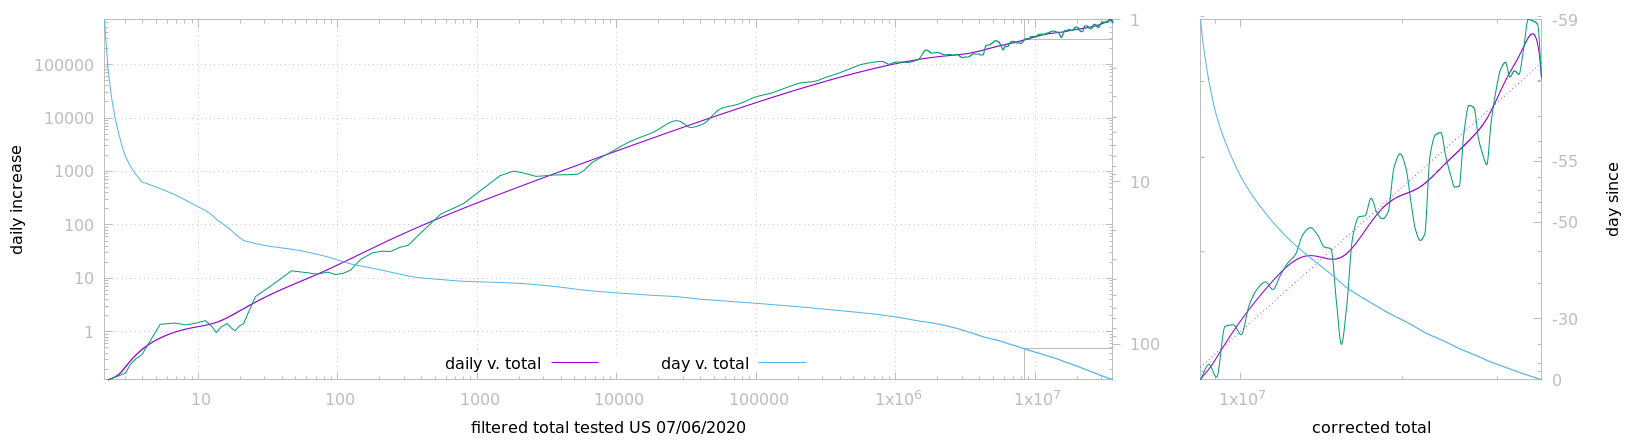 daily increase
100000
10000
1000
100
10
1
daily v. total
day v. total
10
100
1000
10000
100000
1x10^6
1x10^7
filtered total tested US 07/06/2020
1
10
100
1x10^7
corrected total
-59
-55
-50
-30
0
day since